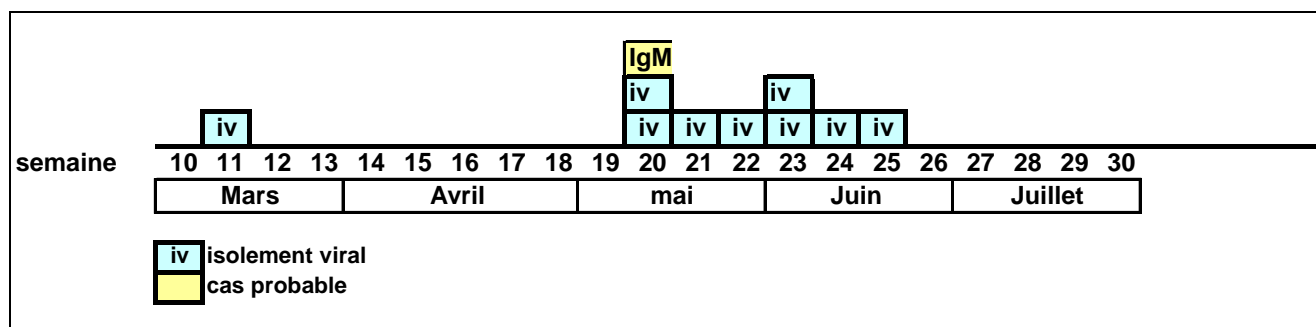 IgM
iv iv
iv iv iv iv iv iv iv
semaine 10 11 12 13 14 15 16 17 18 19 20 21 22 23 24 25 26 27 28 29 30
Mars Avril mai Juin Juillet
iv isolement viral
cas probable